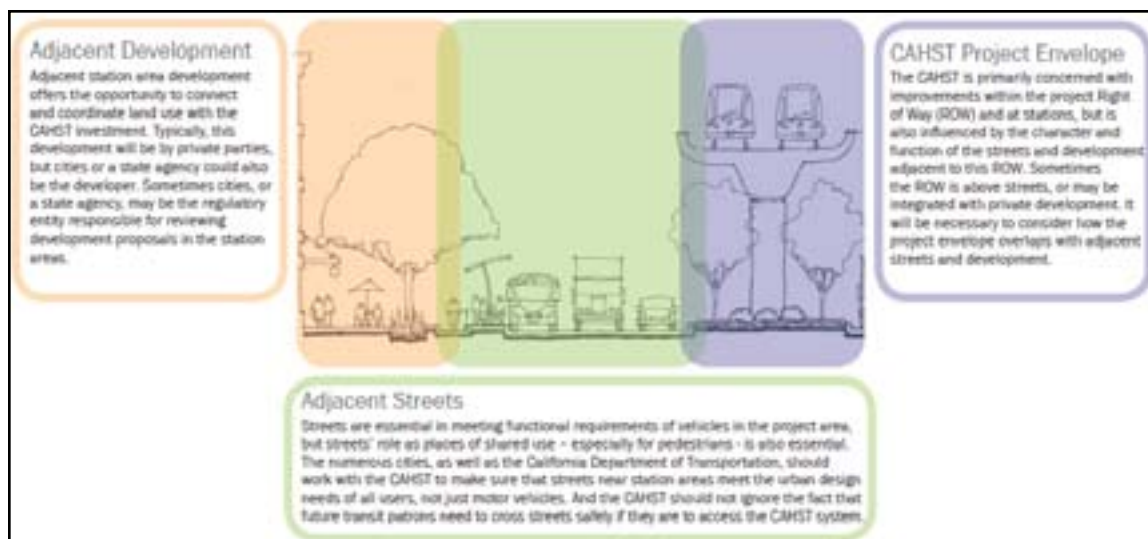 Adjacent Development
Adjacent station area development
offers the opportunity to connect
and coordinate land use with the
CAHST investment. Typically, this
development will be by private parties,
but cities or a state agency could also
be the developer. Sometimes cities, or
a state agency, may be the regulatory
entity responsible for reviewing
development proposals in the station
areas.
CAHST Project Envelope
The CAHST is primarily concerned with
improvements within the project Right
of Way (ROW) and at stations, but is
also influenced by the character and
function of the streets and development
adjacent to this ROW. Sometimes
the ROW is above streets, or may be
integrated with private development. It
will be necessary to consider how the
project envelope overlaps with adjacent
streets and development.
Adjacent Streets
Streets are essential in meeting functional requirements of vehicles in the project area,
but streets' role as places of shared use - especially for pedestrians - is also essential.
The numerous cities, as well as the California Department of Transportation, should
work with the CAHST to make sure that streets near station areas meet the urban design
needs of all users, not just motor vehicles. And the CAHST should not ignore the fact that
future transit patrons need to cross streets safely if they are to access the CAHST system.